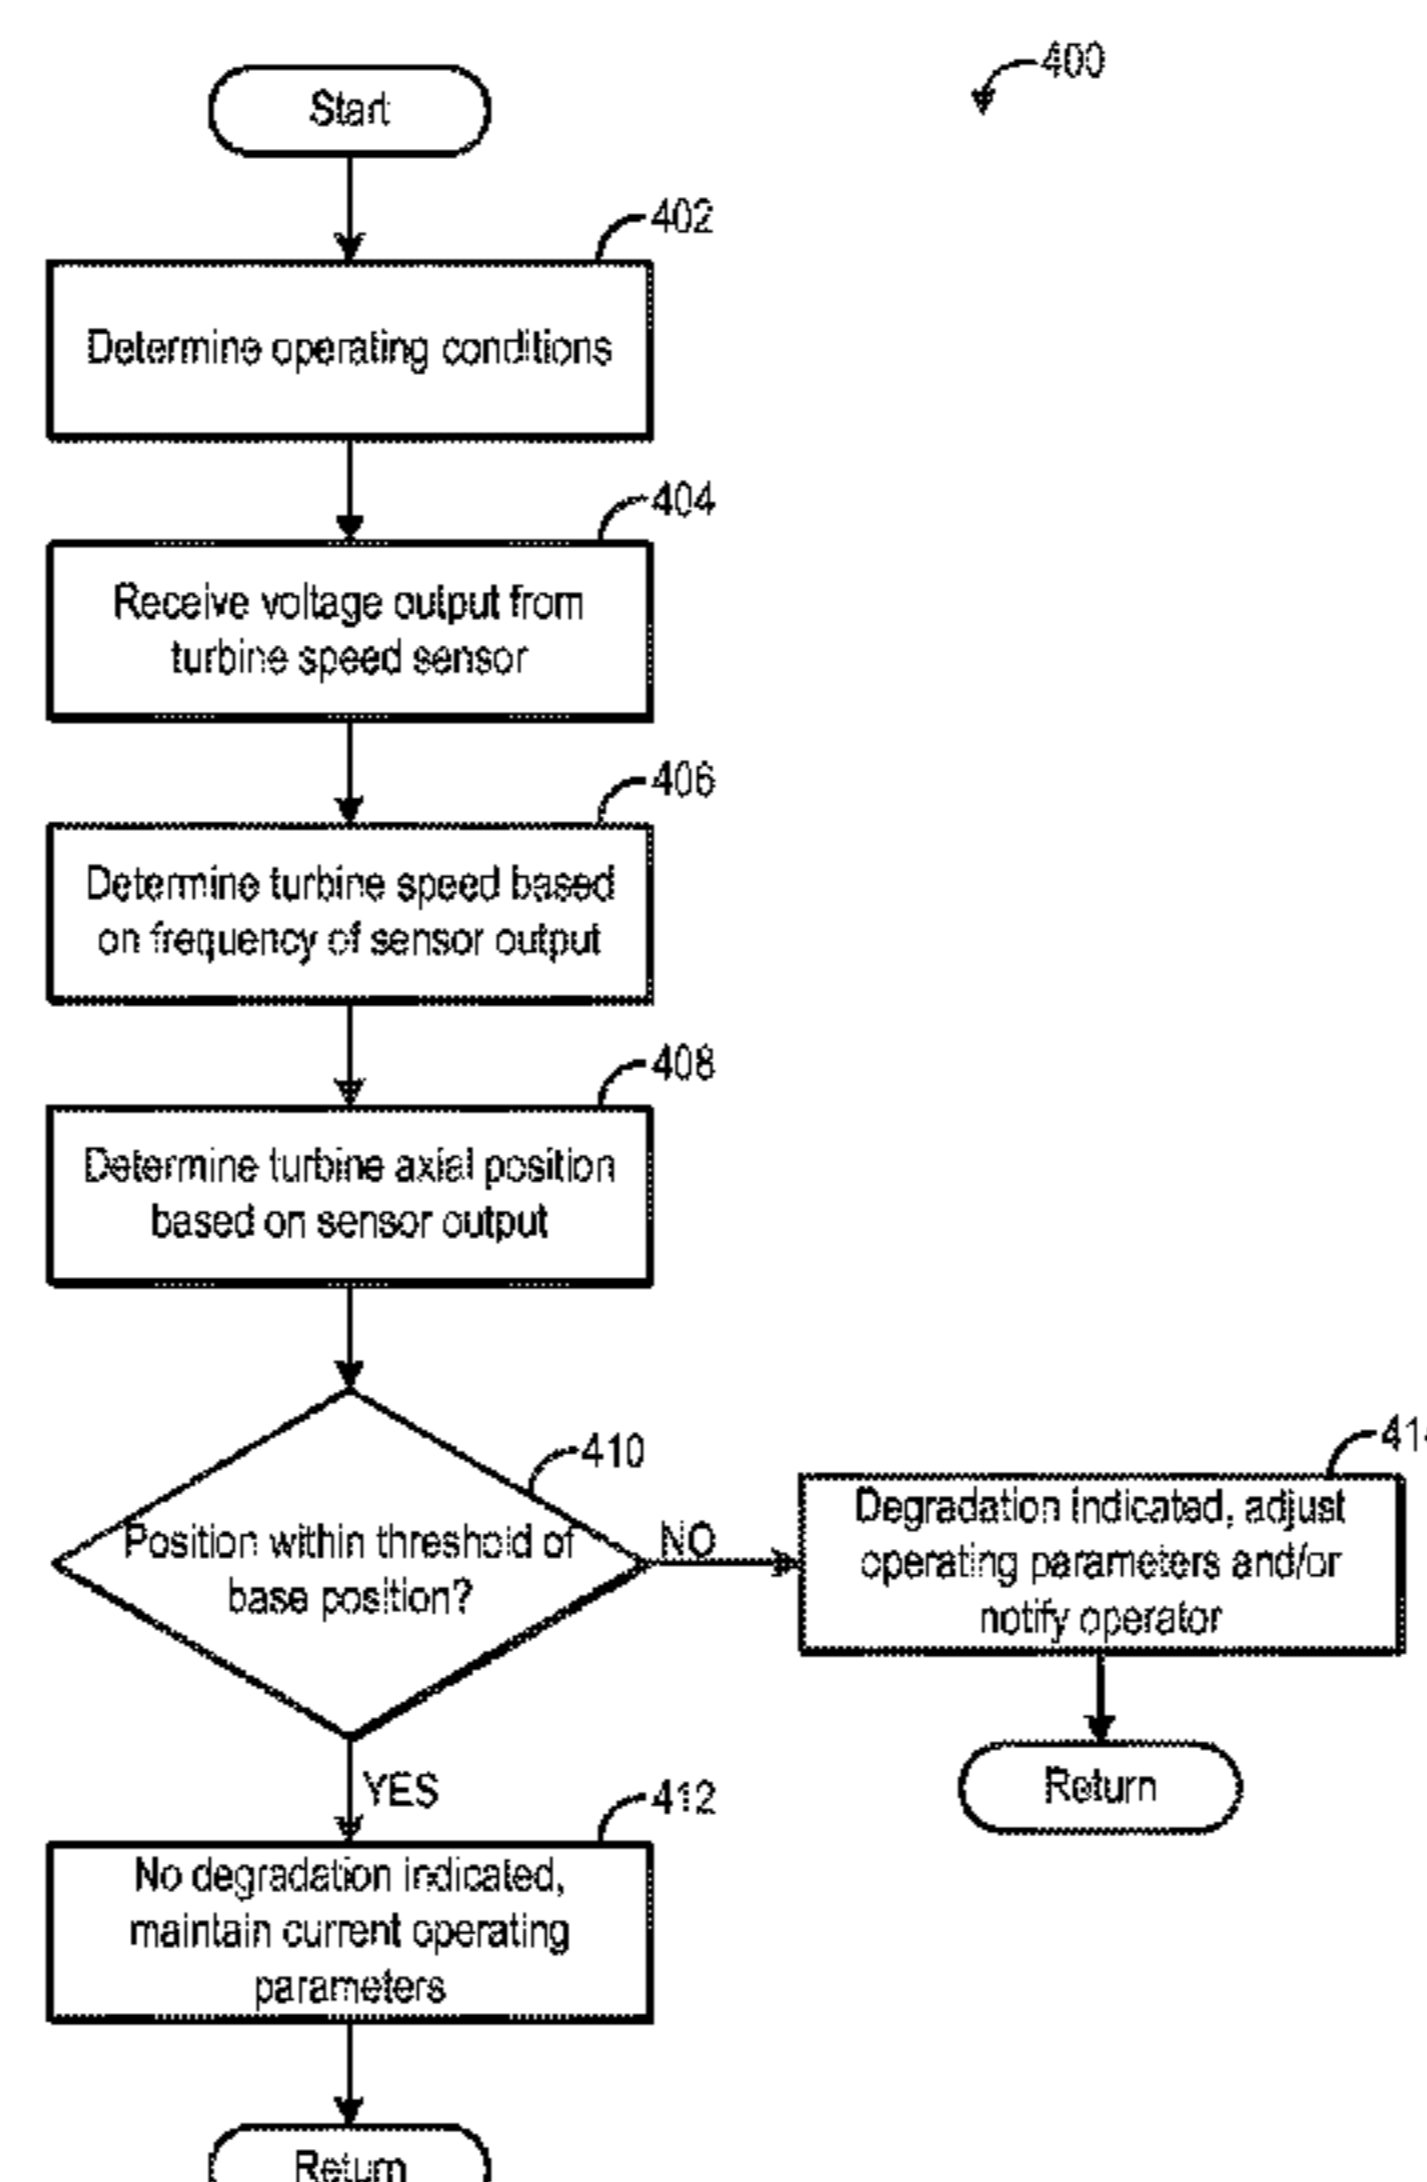 400
Start
402
Determine operating conditions
404
Receive voltage output from
turbine speed sensor
406
Determine turbine speed based
on frequency of sensor output
408
Determine turbine axial position
based on sensor output
410
Position within threshold of
base position?
NO
Degradation indicated, adjust
operating parameters and/or
notify operator
Return
YES
412
No degradation indicated,
maintain current operating
parameters
Return